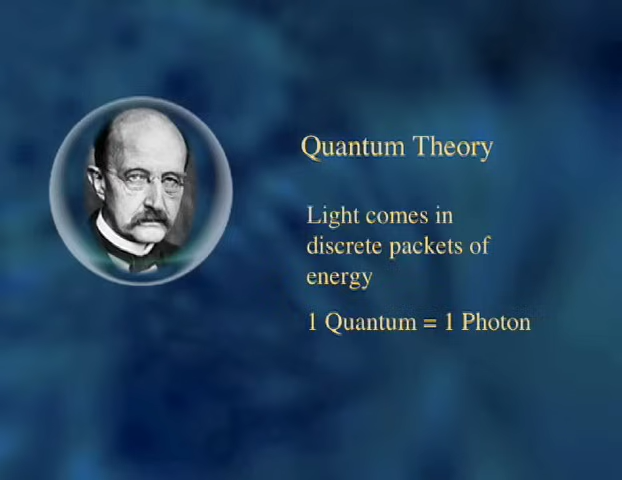 Quantum Theory
Light comes in
discrete packets of
energy
1 Quantum = 1 Photon